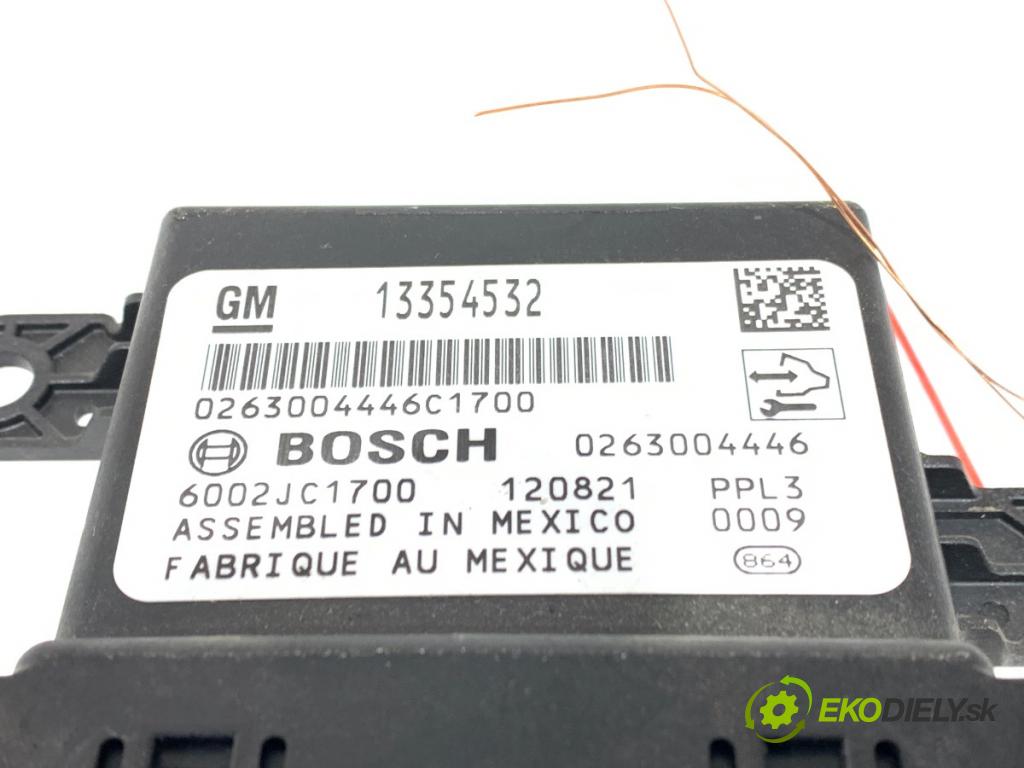 GM 13354532
0263004446C1700
BOSCH 0263004446
6002JC1700 120821 PPL3
ASSEMBLED IN MEXICO 0009
FABRIQUE AU MEXIQUE 864
EKODIELY.sk